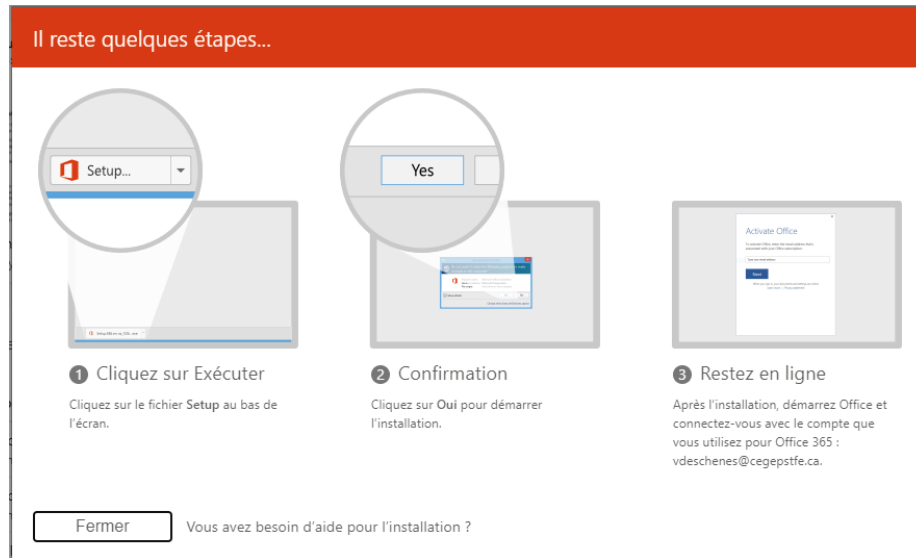 Il reste quelques étapes...
Setup...
Yes
Activate Office
Next
1 Cliquez sur Exécuter
Cliquez sur le fichier Setup au bas de
l'écran.
2 Confirmation
Cliquez sur Oui pour démarrer
l'installation.
3 Restez en ligne
Après l'installation, démarrez Office et
connectez-vous avec le compte que
vous utilisez pour Office 365 :
vdeschenes@cegepstfe.ca.
Fermer
Vous avez besoin d'aide pour l'installation ?